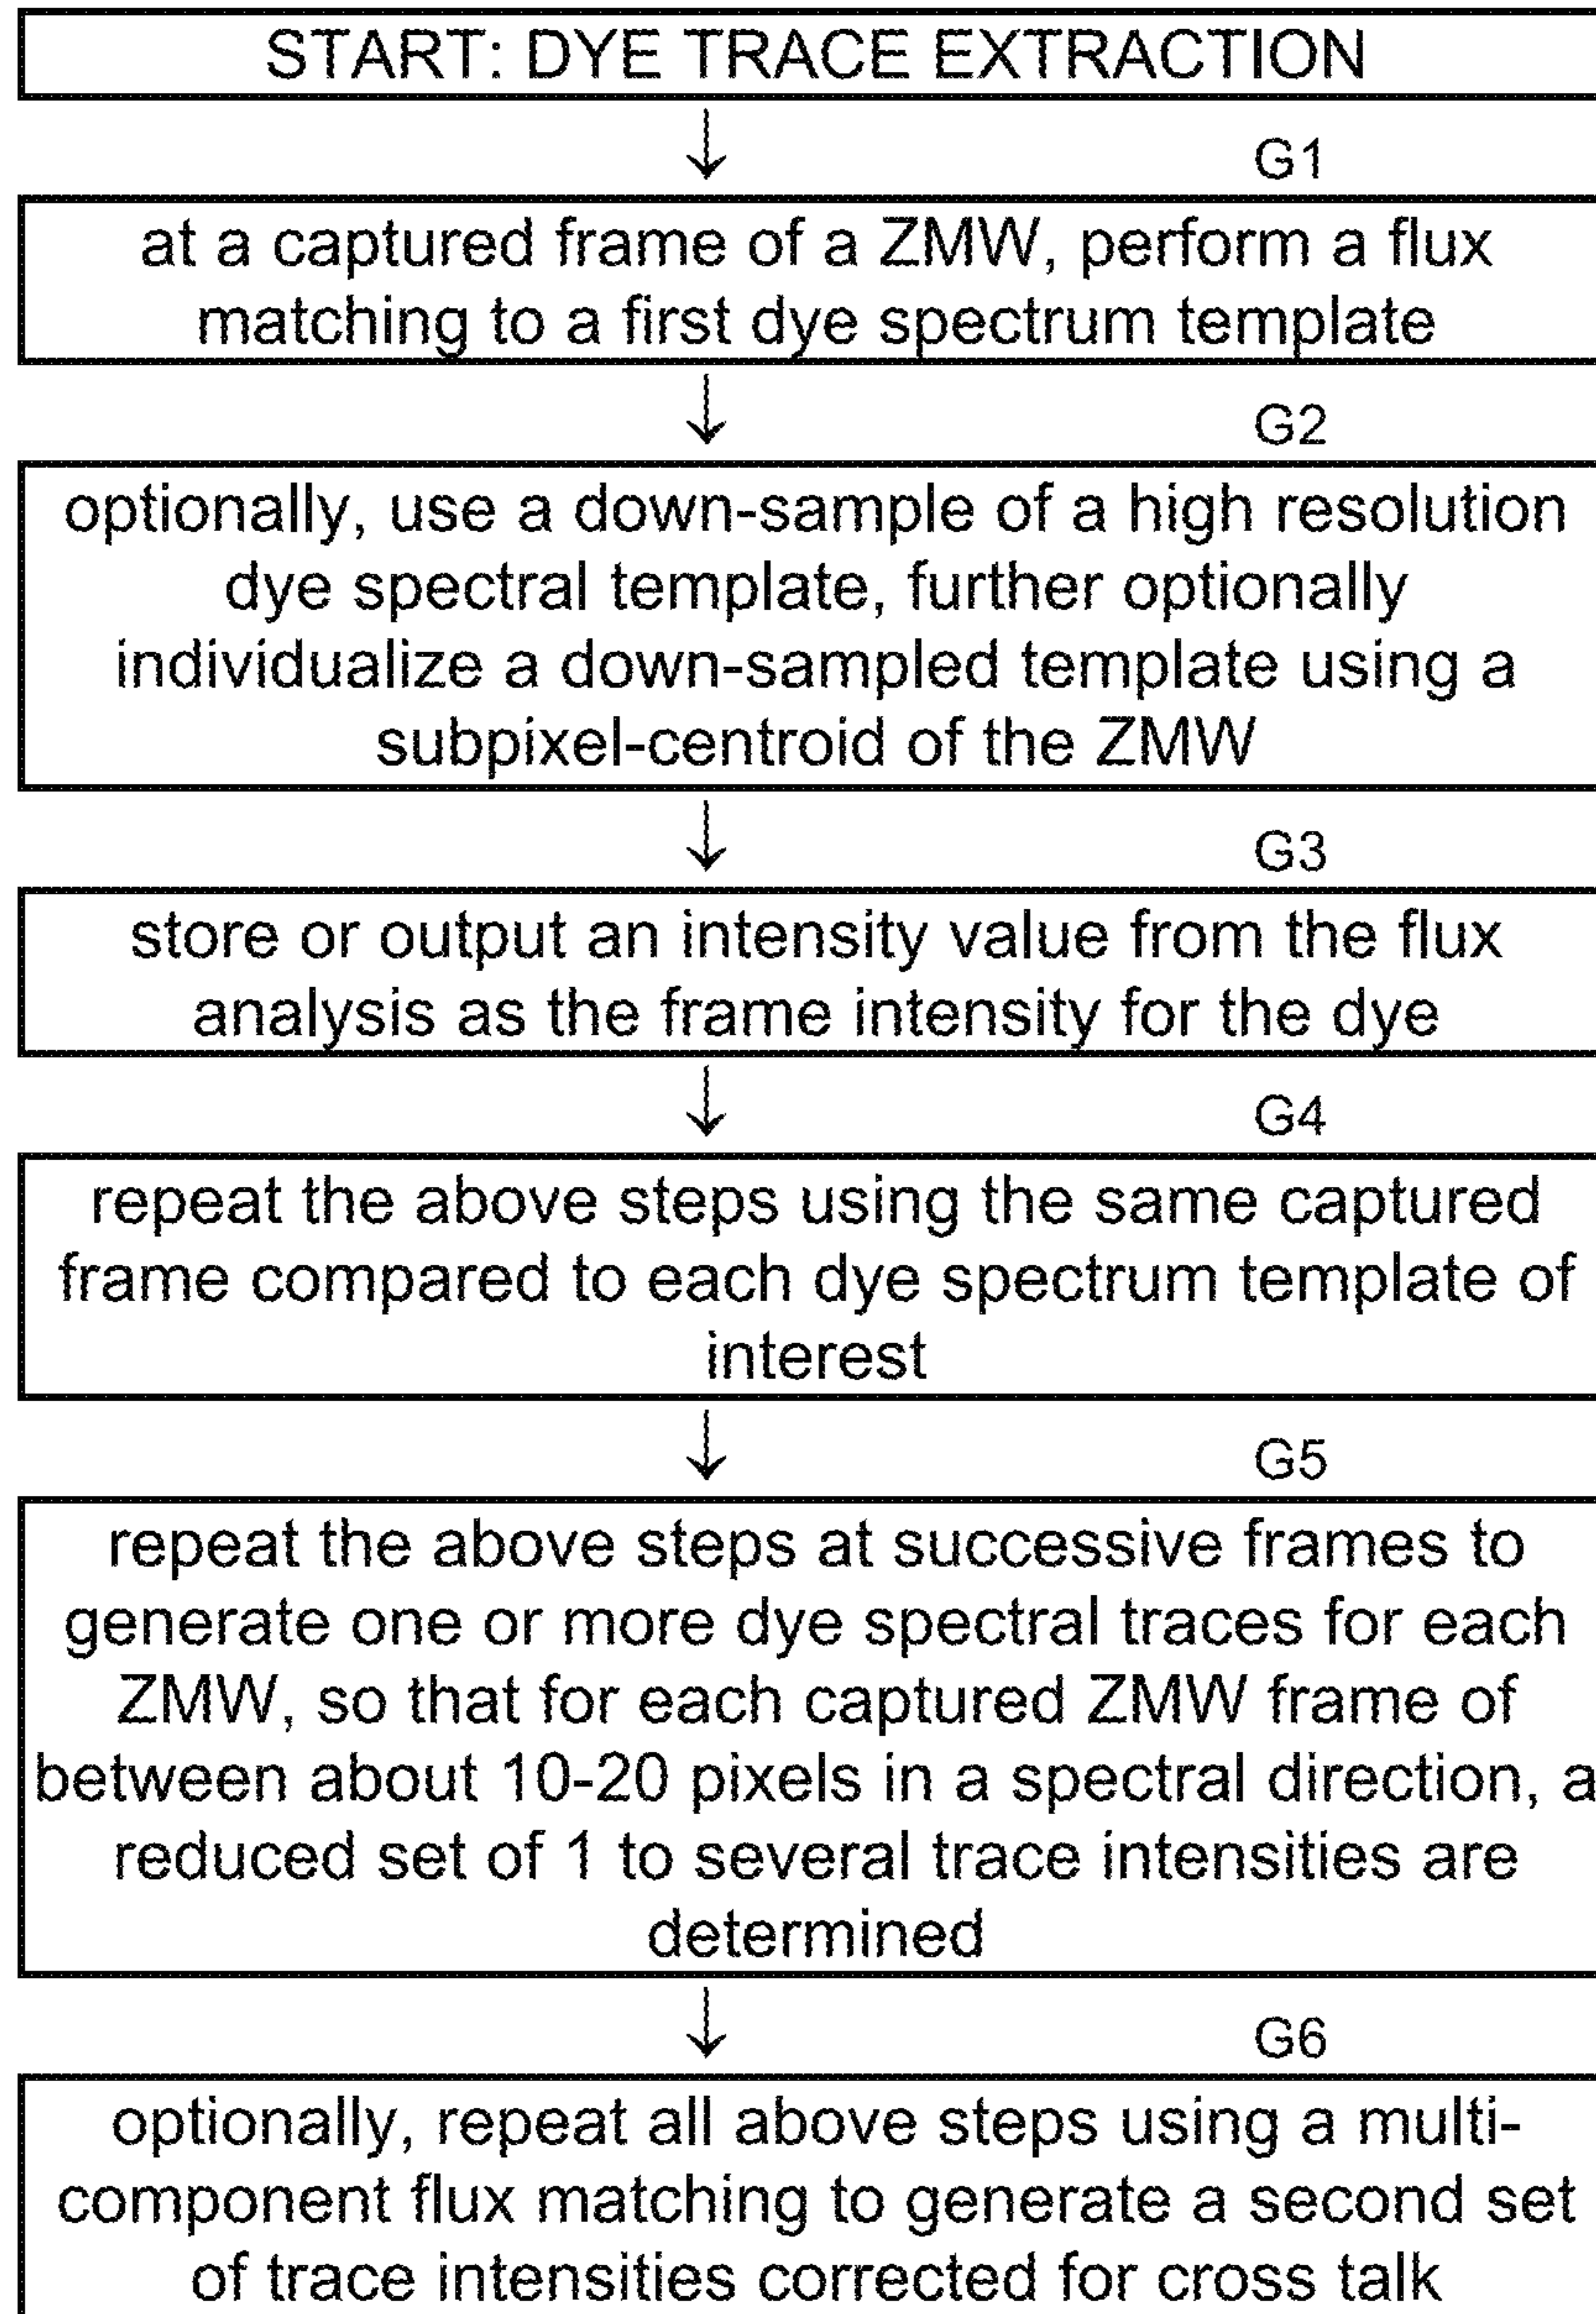 START: DYE TRACE EXTRACTION
G1
at a captured frame of a ZMW, perform a flux
matching to a first dye spectrum template
G2
optionally, use a down-sample of a high resolution
dye spectral template, further optionally
individualize a down-sampled template using a
subpixel-centroid of the ZMW
G3
store or output an intensity value from the flux
analysis as the frame intensity for the dye
G4
repeat the above steps using the same captured
frame compared to each dye spectrum template of
interest
G5
repeat the above steps at successive frames to
generate one or more dye spectral traces for each
ZMW, so that for each captured ZMW frame of
between about 10-20 pixels in a spectral direction, a
reduced set of 1 to several trace intensities are
determined
G6
optionally, repeat all above steps using a multi-
component flux matching to generate a second set
of trace intensities corrected for cross talk